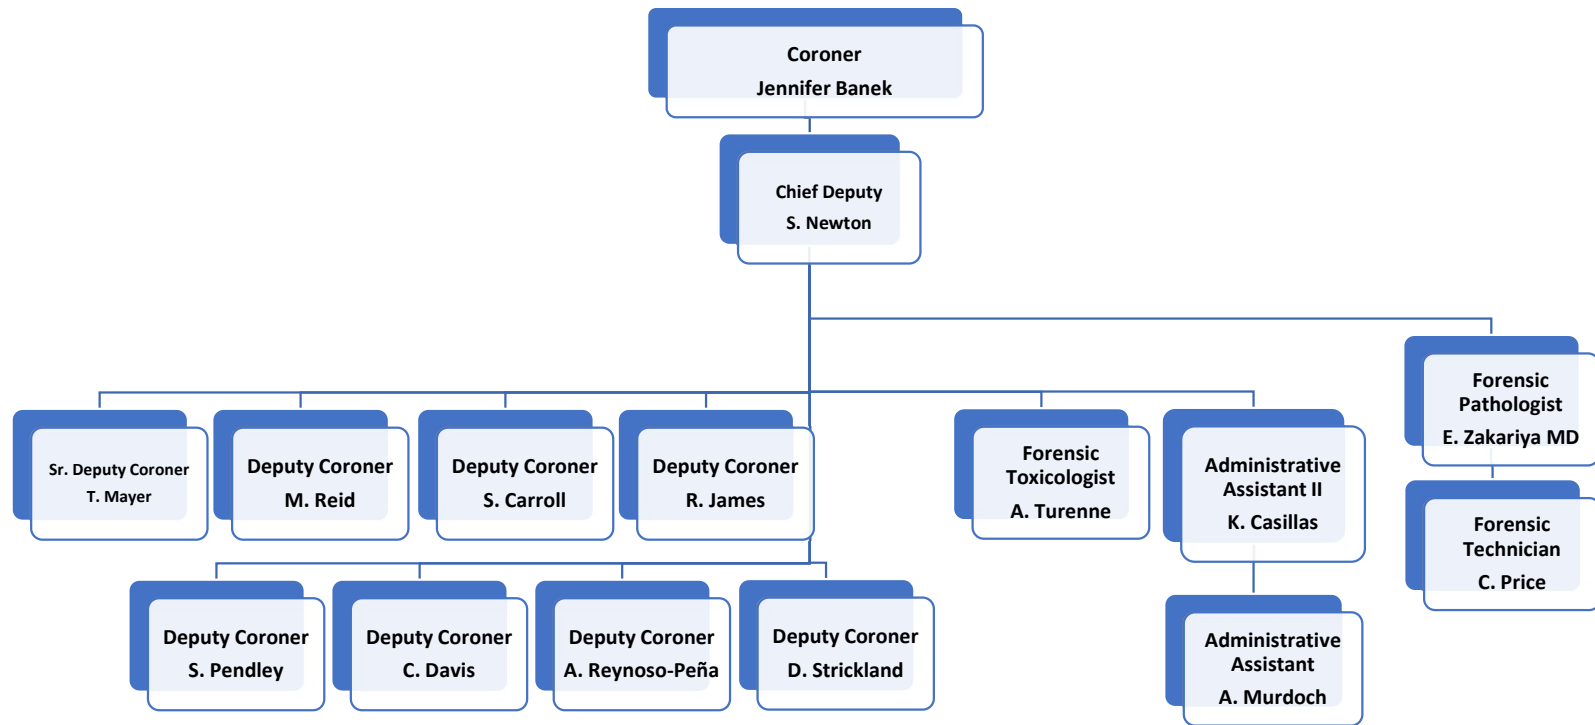 Coroner
Jennifer Banek
Chief Deputy
S. Newton
Forensic
Pathologist
E. Zakariya MD
Sr. Deputy Coroner
T. Mayer
Deputy Coroner
M. Reid
Deputy Coroner
S. Carroll
Deputy Coroner
R. James
Forensic
Toxicologist
A. Turenne
Administrative
Assistant II
K. Casillas
Forensic
Technician
C. Price
Deputy Coroner
S. Pendley
Deputy Coroner
C. Davis
Deputy Coroner
A. Reynoso-Peña
Deputy Coroner
D. Strickland
Administrative
Assistant
A. Murdoch